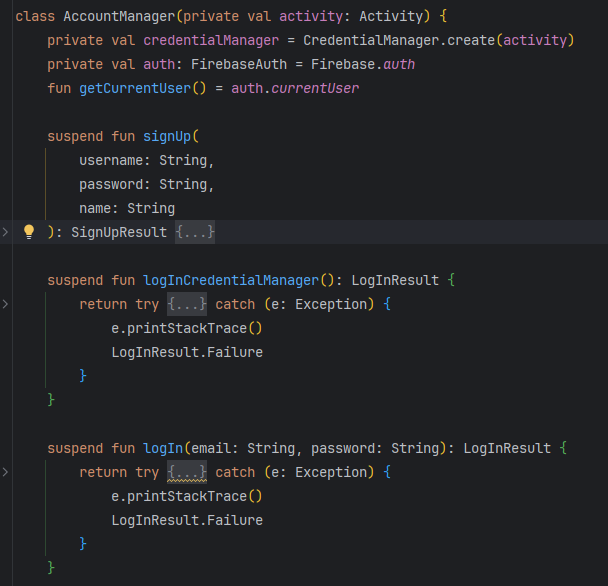 class AccountManager(private val activity: Activity) {
    private val credentialManager = CredentialManager.create(activity)
    private val auth: FirebaseAuth = Firebase.auth
    fun getCurrentUser() = auth.currentUser

    suspend fun signUp(
        username: String,
        password: String,
        name: String
    ): SignUpResult {...}

    suspend fun logInCredentialManager(): LogInResult {
        return try {...} catch (e: Exception) {
            e.printStackTrace()
            LogInResult.Failure
        }
    }

    suspend fun logIn(email: String, password: String): LogInResult {
        return try {...} catch (e: Exception) {
            e.printStackTrace()
            LogInResult.Failure
        }
    }